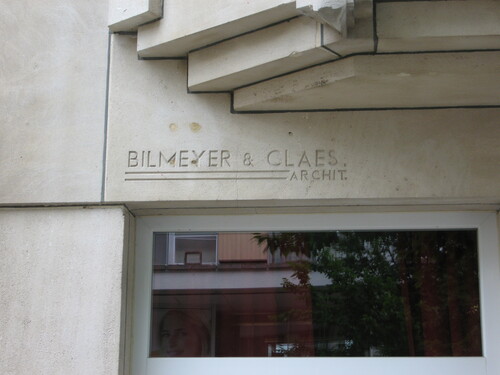 BILMEYER & CLAES.
ARCHIT.